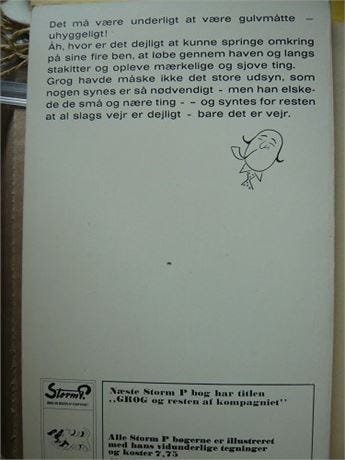 Det må være underligt at være gulvmåtte –
uhyggeligt!
Åh, hvor er det dejligt at kunne springe omkring
på sine fire ben, at løbe gennem haven og langs
stakitter og opleve mærkelige og sjove ting.
Grog havde måske ikke det store udsyn, som
nogen synes er så nødvendigt - men han elske-
de de små og nære ting - - og syntes for resten
at al slags vejr er dejligt - bare det er vejr.
Storm P.
Næste Storm P bog har titlen
,,GROG og resten af kompagniet"
Alle Storm P bøgerne er illustreret
med hans vidunderlige tegninger
og koster 7,75